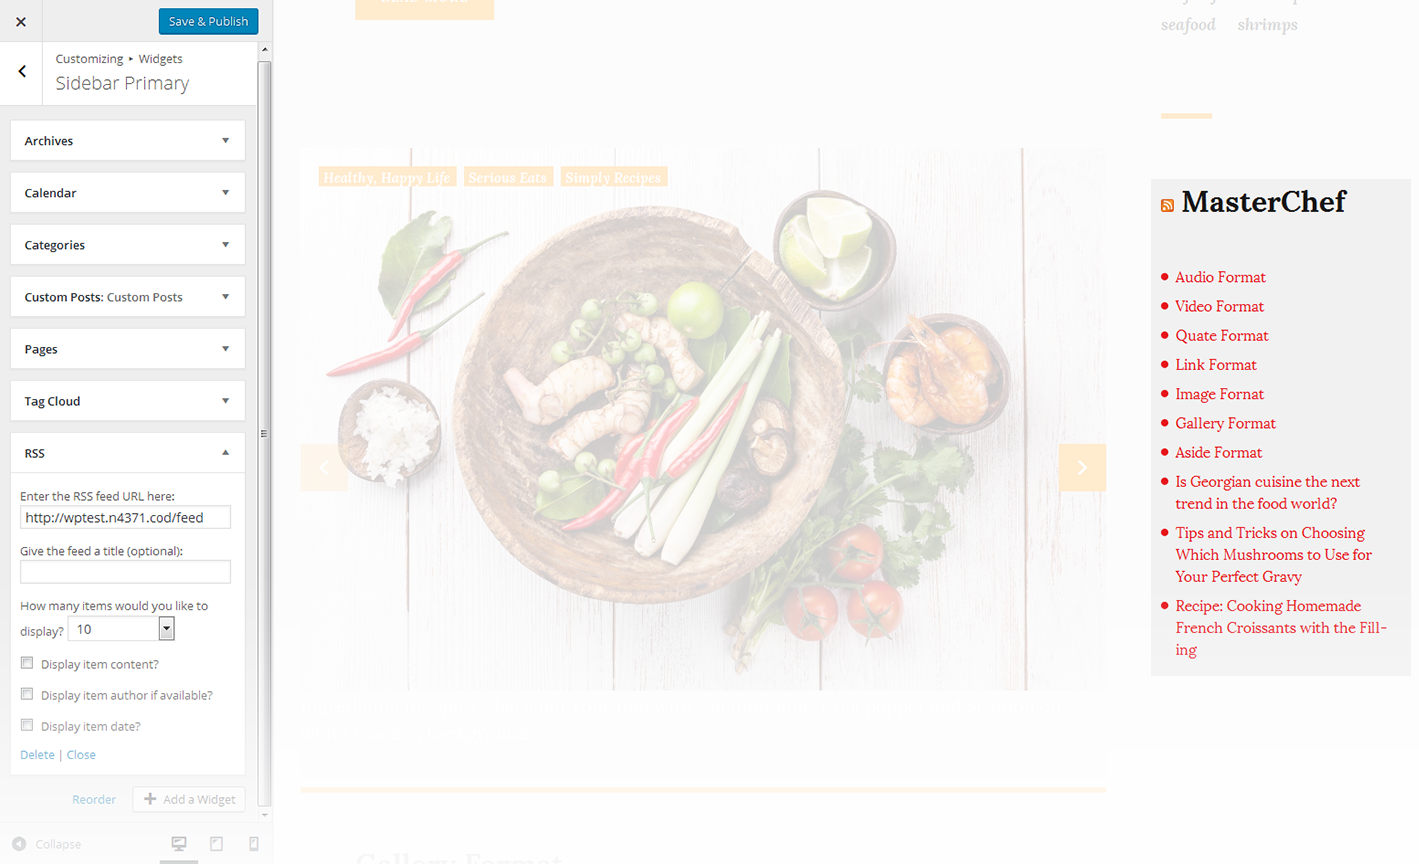 Save & Publish
Customizing ▸ Widgets
Sidebar Primary
Archives
Calendar
Categories
Custom Posts: Custom Posts
Pages
Tag Cloud
RSS
Enter the RSS feed URL here:
http://wptest.n4371.cod/feed
Give the feed a title (optional):
How many items would you like to
display? 10
Display item content?
Display item author if available?
Display item date?
Delete | Close
Reorder
Add a Widget
Collapse
Healthy, Happy Life
Serious Eats
Simply Recipes
Gallery Format
seafood shrimps
MasterChef
Audio Format
Video Format
Quate Format
Link Format
Image Fornat
Gallery Format
Aside Format
Is Georgian cuisine the next
trend in the food world?
Tips and Tricks on Choosing
Which Mushrooms to Use for
Your Perfect Gravy
Recipe: Cooking Homemade
French Croissants with the Fill-
ing